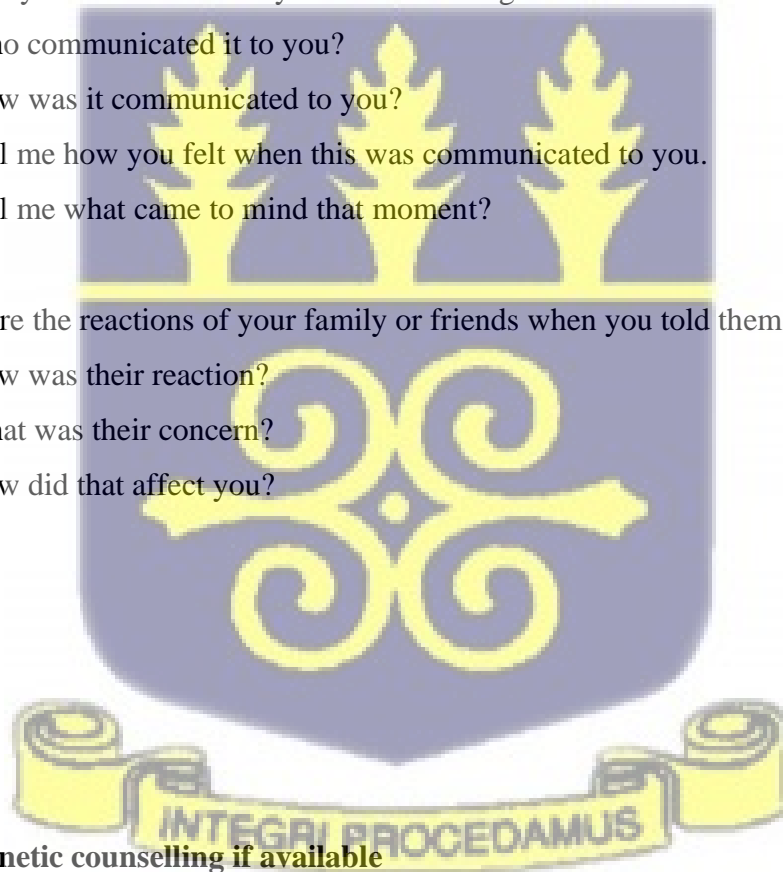 ho communicated it to you?
w was it communicated to you?
l me how you felt when this was communicated to you.
l me what came to mind that moment?
re the reactions of your family or friends when you told them
w was their reaction?
hat was their concern?
w did that affect you?
INTEGRI PROCEDAMUS
netic counselling if available